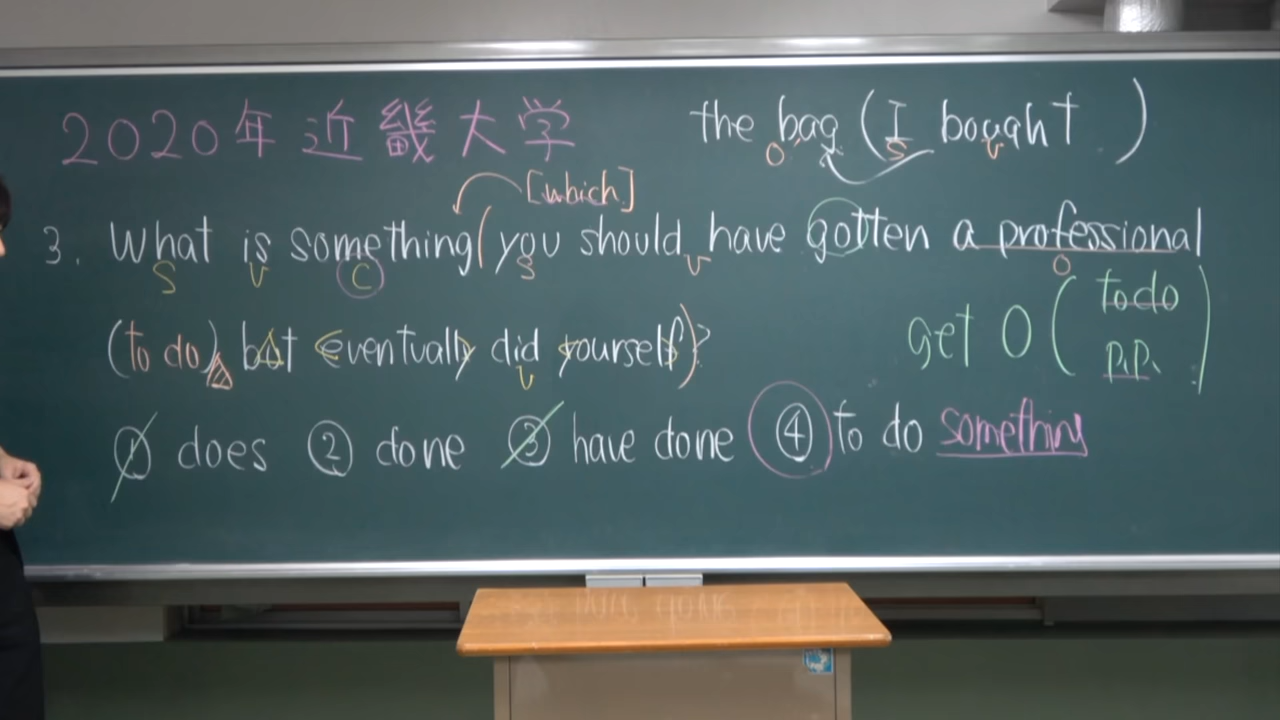 2020年近畿大学
the bag (I bought )
O S V
[which]
3. What is something (you should have gotten a professional
S V C S V O
(to do) but eventually did yourself)?
V
get O (to do
p.p. )
① does ② done ③ have done ④ to do something